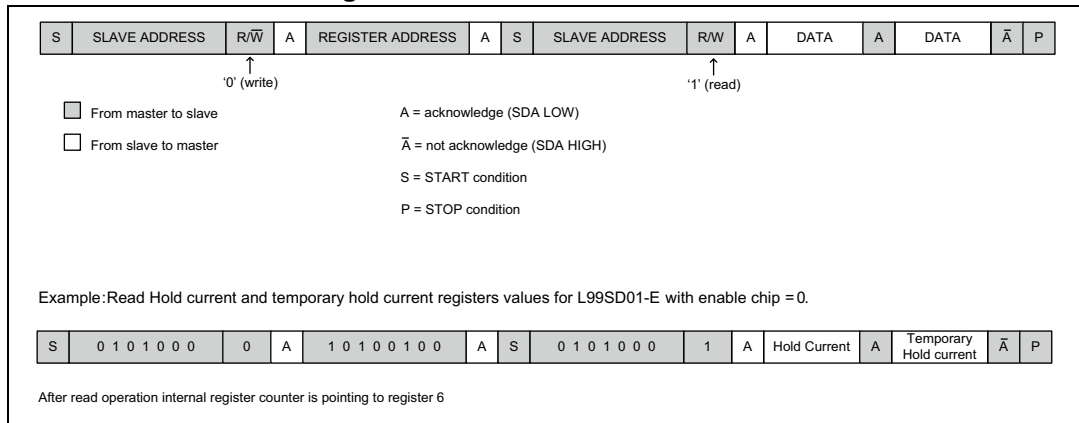 S SLAVE ADDRESS R/W̅ A REGISTER ADDRESS A S SLAVE ADDRESS R/W A DATA A DATA A̅ P
‘0’ (write) ‘1’ (read)
From master to slave A = acknowledge (SDA LOW)
From slave to master A̅ = not acknowledge (SDA HIGH)
S = START condition
P = STOP condition
Example:Read Hold current and temporary hold current registers values for L99SD01-E with enable chip = 0.
S 0 1 0 1 0 0 0 0 A 1 0 1 0 0 1 0 0 A S 0 1 0 1 0 0 0 1 A Hold Current A Temporary Hold current A̅ P
After read operation internal register counter is pointing to register 6